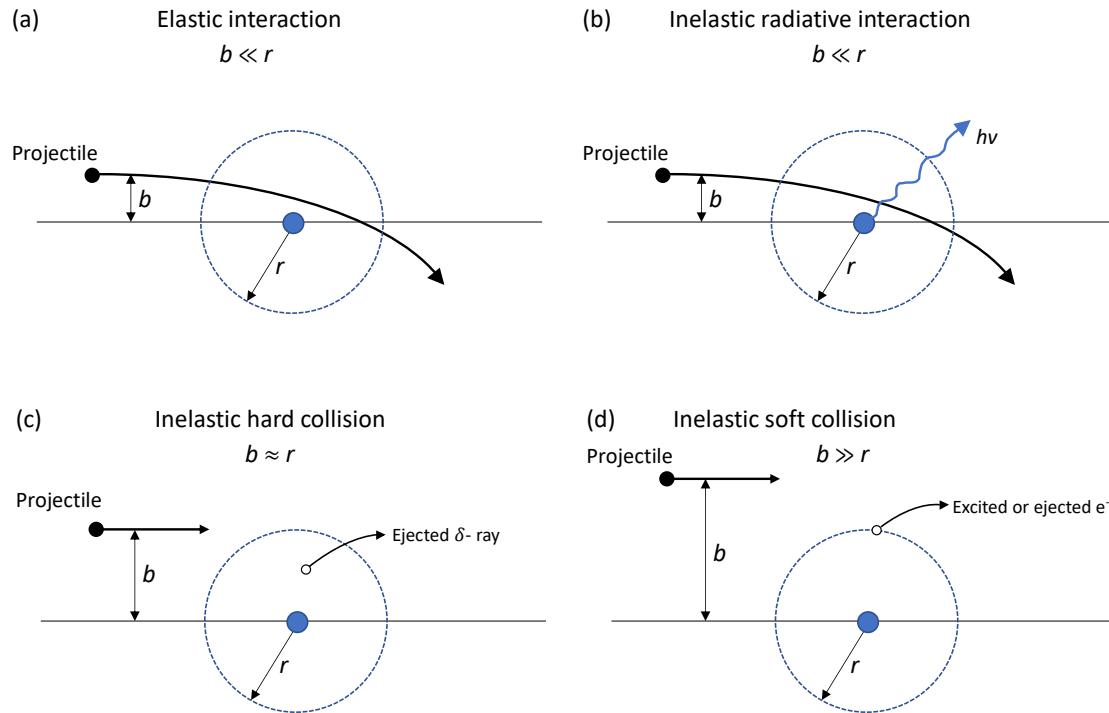 (a) Elastic interaction
b ≪ r
Projectile
b
r
(b) Inelastic radiative interaction
b ≪ r
Projectile
b
hν
r
(c) Inelastic hard collision
b ≈ r
Projectile
b
Ejected δ- ray
r
(d) Inelastic soft collision
b ≫ r
Projectile
b
Excited or ejected e⁻
r